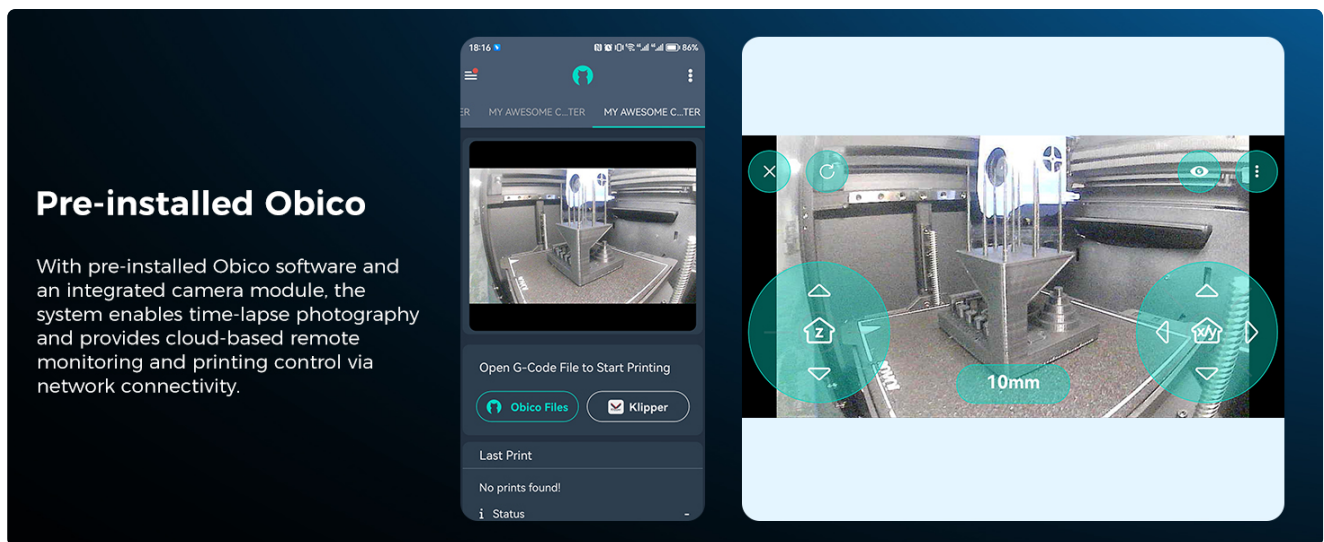 Pre-installed Obico
With pre-installed Obico software and
an integrated camera module, the
system enables time-lapse photography
and provides cloud-based remote
monitoring and printing control via
network connectivity.
18:16
86%
ER MY AWESOME C...TER MY AWESOME C...TER
Open G-Code File to Start Printing
Obico Files
Klipper
Last Print
No prints found!
i Status -
z
x/y
10mm